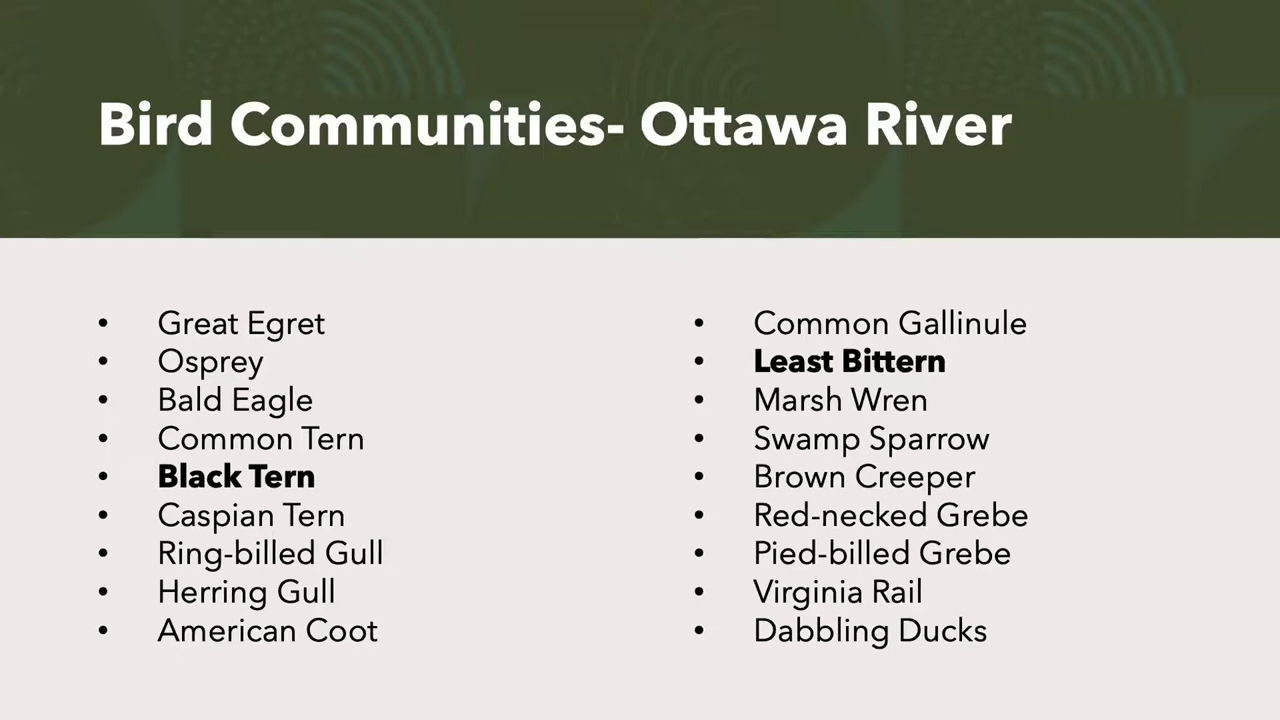 Bird Communities- Ottawa River
• Great Egret
• Osprey
• Bald Eagle
• Common Tern
• Black Tern
• Caspian Tern
• Ring-billed Gull
• Herring Gull
• American Coot
• Common Gallinule
• Least Bittern
• Marsh Wren
• Swamp Sparrow
• Brown Creeper
• Red-necked Grebe
• Pied-billed Grebe
• Virginia Rail
• Dabbling Ducks